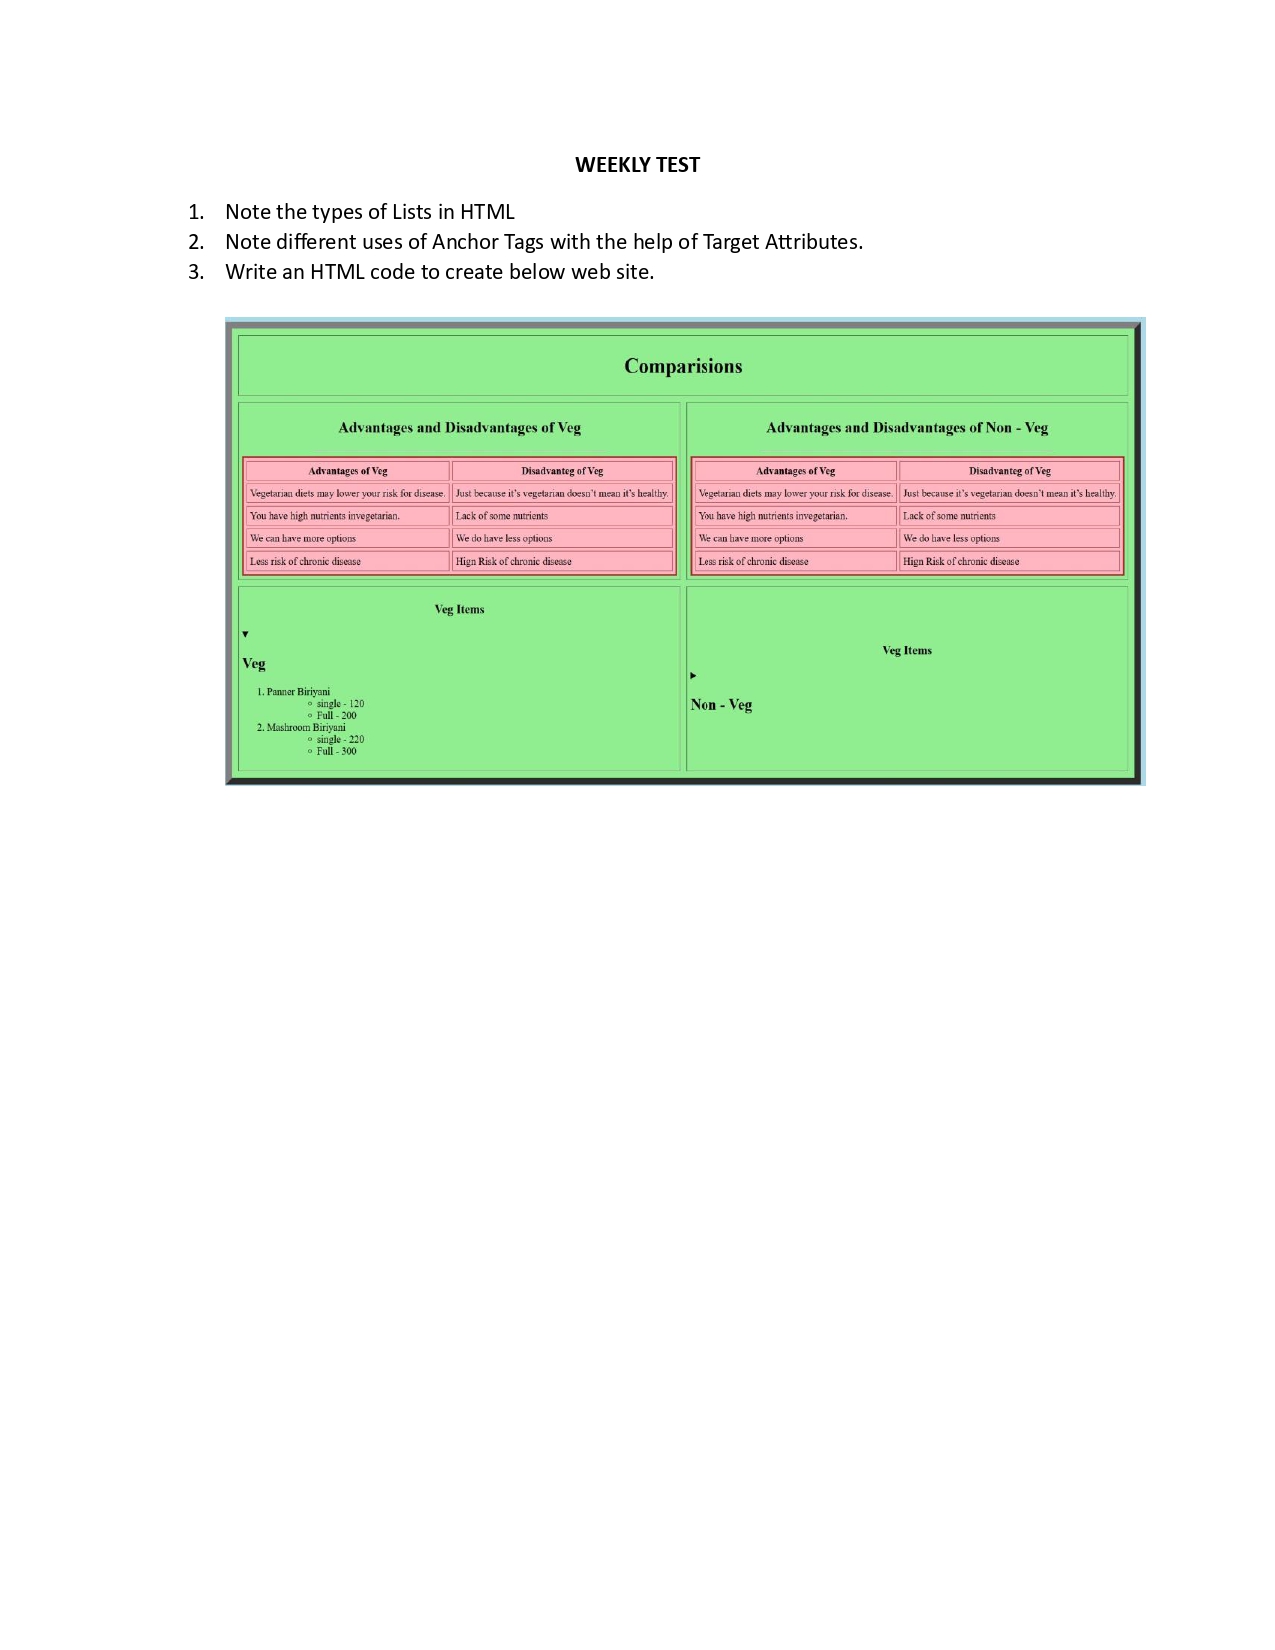 WEEKLY TEST
1. Note the types of Lists in HTML
2. Note different uses of Anchor Tags with the help of Target Attributes.
3. Write an HTML code to create below web site.
Comparisions
Advantages and Disadvantages of Veg
Advantages of Veg Disadvanteg of Veg
Vegetarian diets may lower your risk for disease. Just because it’s vegetarian doesn’t mean it’s healthy.
You have high nutrients invegetarian. Lack of some nutrients
We can have more options We do have less options
Less risk of chronic disease Hign Risk of chronic disease
Advantages and Disadvantages of Non - Veg
Advantages of Veg Disadvanteg of Veg
Vegetarian diets may lower your risk for disease. Just because it’s vegetarian doesn’t mean it’s healthy.
You have high nutrients invegetarian. Lack of some nutrients
We can have more options We do have less options
Less risk of chronic disease Hign Risk of chronic disease
Veg Items
▼
Veg
1. Panner Biriyani
◦ single - 120
◦ Full - 200
2. Mashroom Biriyani
◦ single - 220
◦ Full - 300
Veg Items
▶
Non - Veg